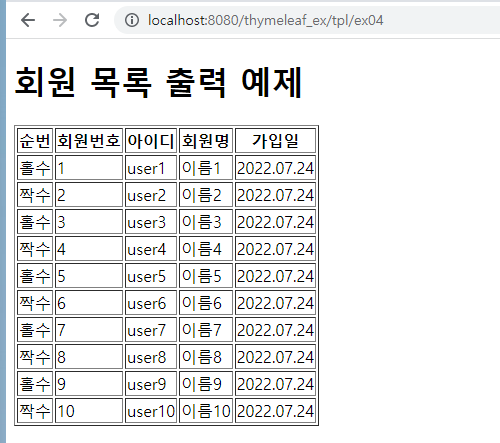 localhost:8080/thymeleaf_ex/tpl/ex04
회원 목록 출력 예제
순번 회원번호 아이디 회원명 가입일
홀수 1 user1 이름1 2022.07.24
짝수 2 user2 이름2 2022.07.24
홀수 3 user3 이름3 2022.07.24
짝수 4 user4 이름4 2022.07.24
홀수 5 user5 이름5 2022.07.24
짝수 6 user6 이름6 2022.07.24
홀수 7 user7 이름7 2022.07.24
짝수 8 user8 이름8 2022.07.24
홀수 9 user9 이름9 2022.07.24
짝수 10 user10 이름10 2022.07.24